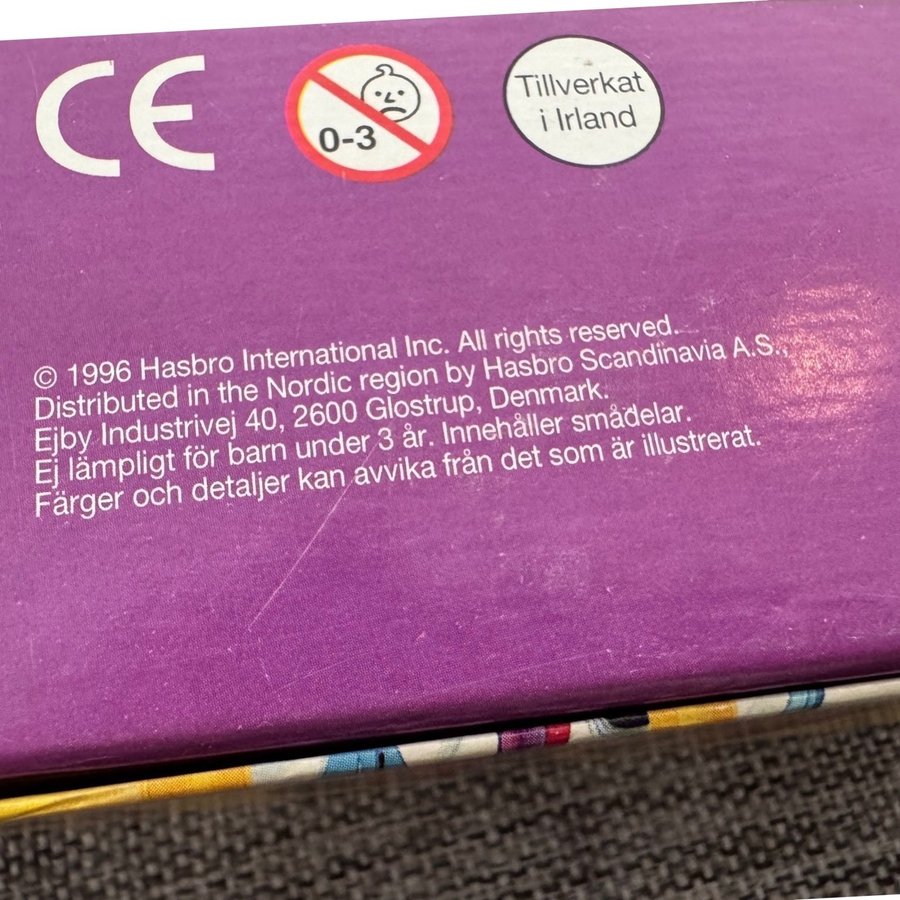 CE
0-3
Tillverkat
i Irland
© 1996 Hasbro International Inc. All rights reserved.
Distributed in the Nordic region by Hasbro Scandinavia A.S.,
Ejby Industrivej 40, 2600 Glostrup, Denmark.
Ej lämpligt för barn under 3 år. Innehåller smådelar.
Färger och detaljer kan avvika från det som är illustrerat.